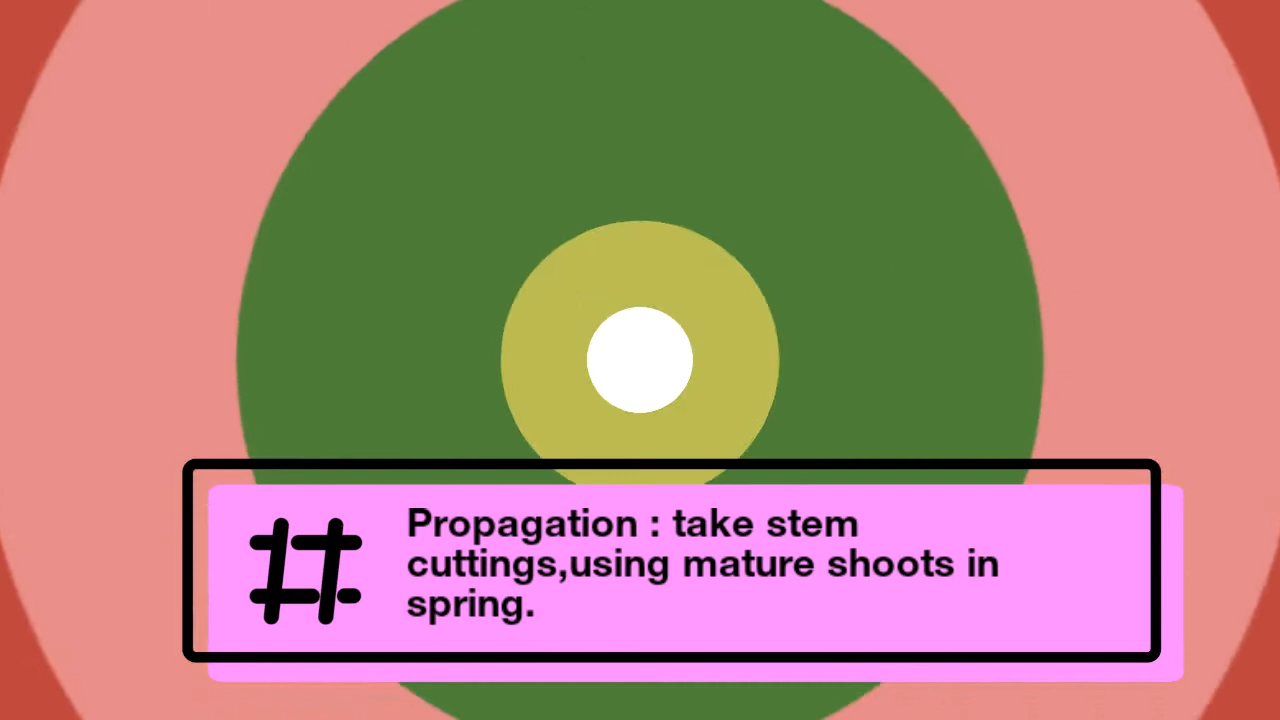 Propagation : take stem
cuttings,using mature shoots in
spring.